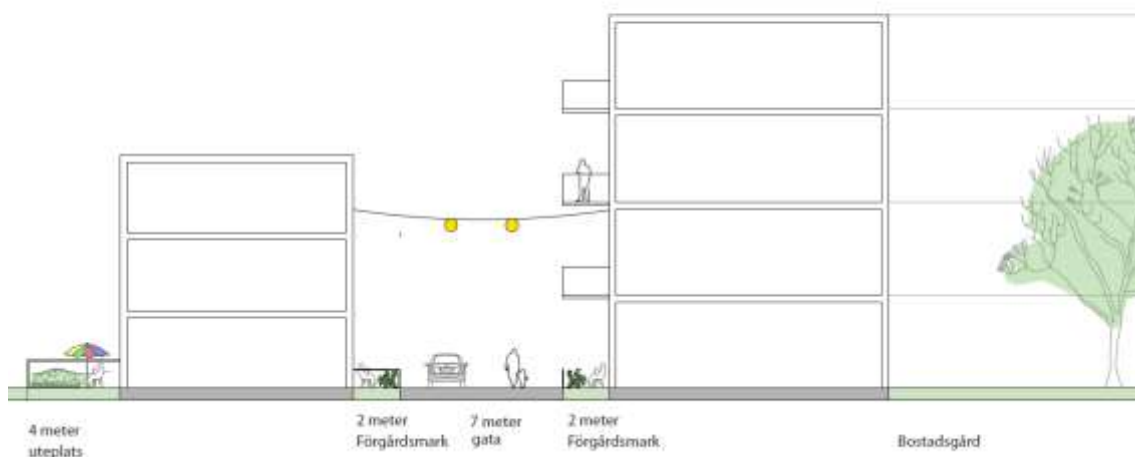 4 meter
uteplats
2 meter
Förgårdsmark
7 meter
gata
2 meter
Förgårdsmark
Bostadsgård